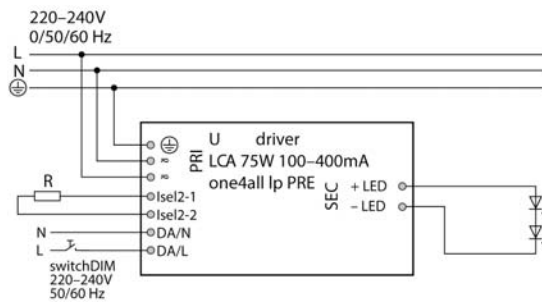 220–240V
0/50/60 Hz
L
N
U driver
PRI
LCA 75W 100–400mA
one4all lp PRE
SEC
+ LED
– LED
R
Isel2-1
Isel2-2
N
DA/N
L
DA/L
switchDIM
220–240V
50/60 Hz